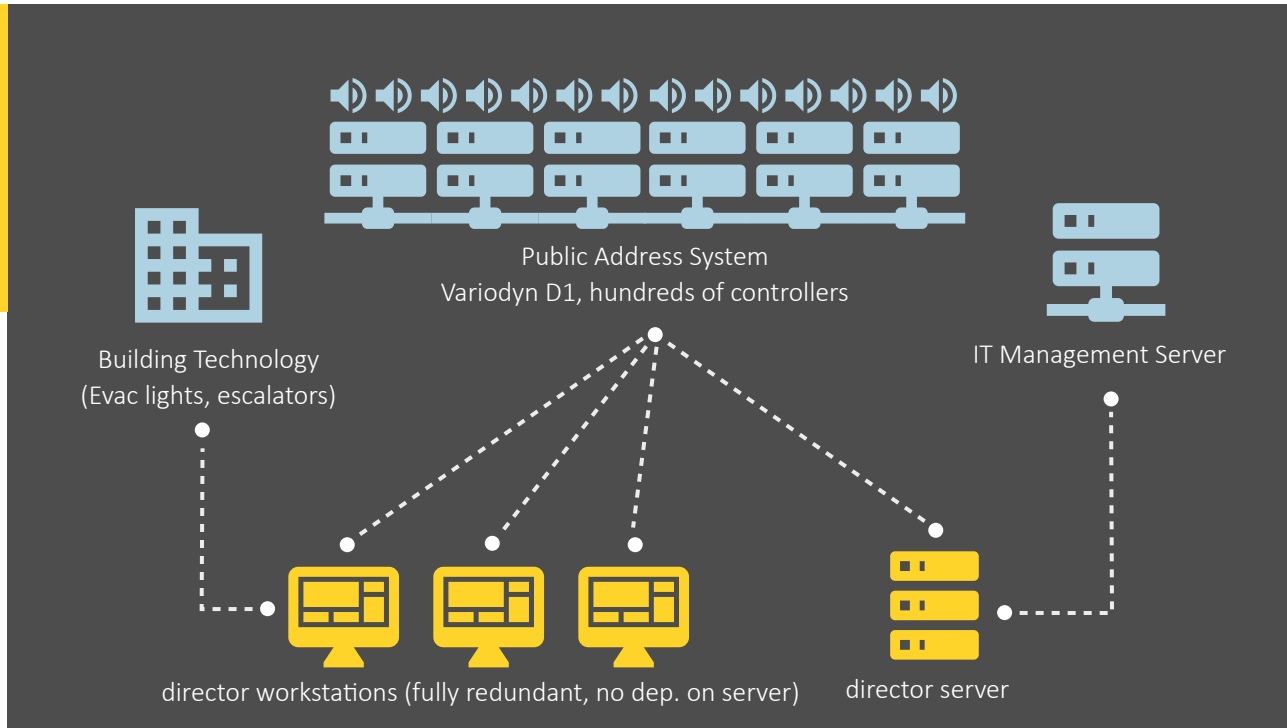 Public Address System
Variodyn D1, hundreds of controllers
Building Technology
(Evac lights, escalators)
IT Management Server
director workstations (fully redundant, no dep. on server)
director server